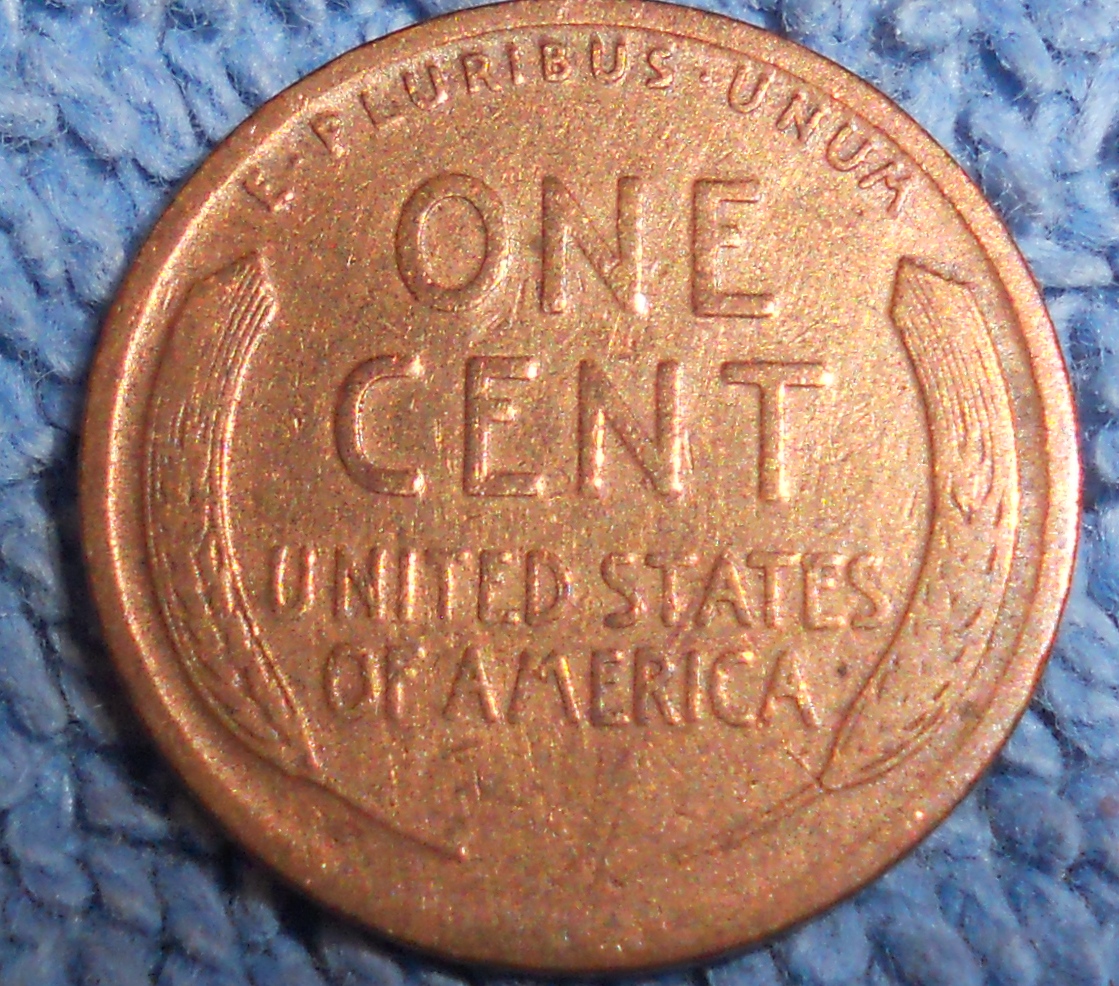 E·PLURIBUS·UNUM
ONE
CENT
UNITED STATES
OF AMERICA